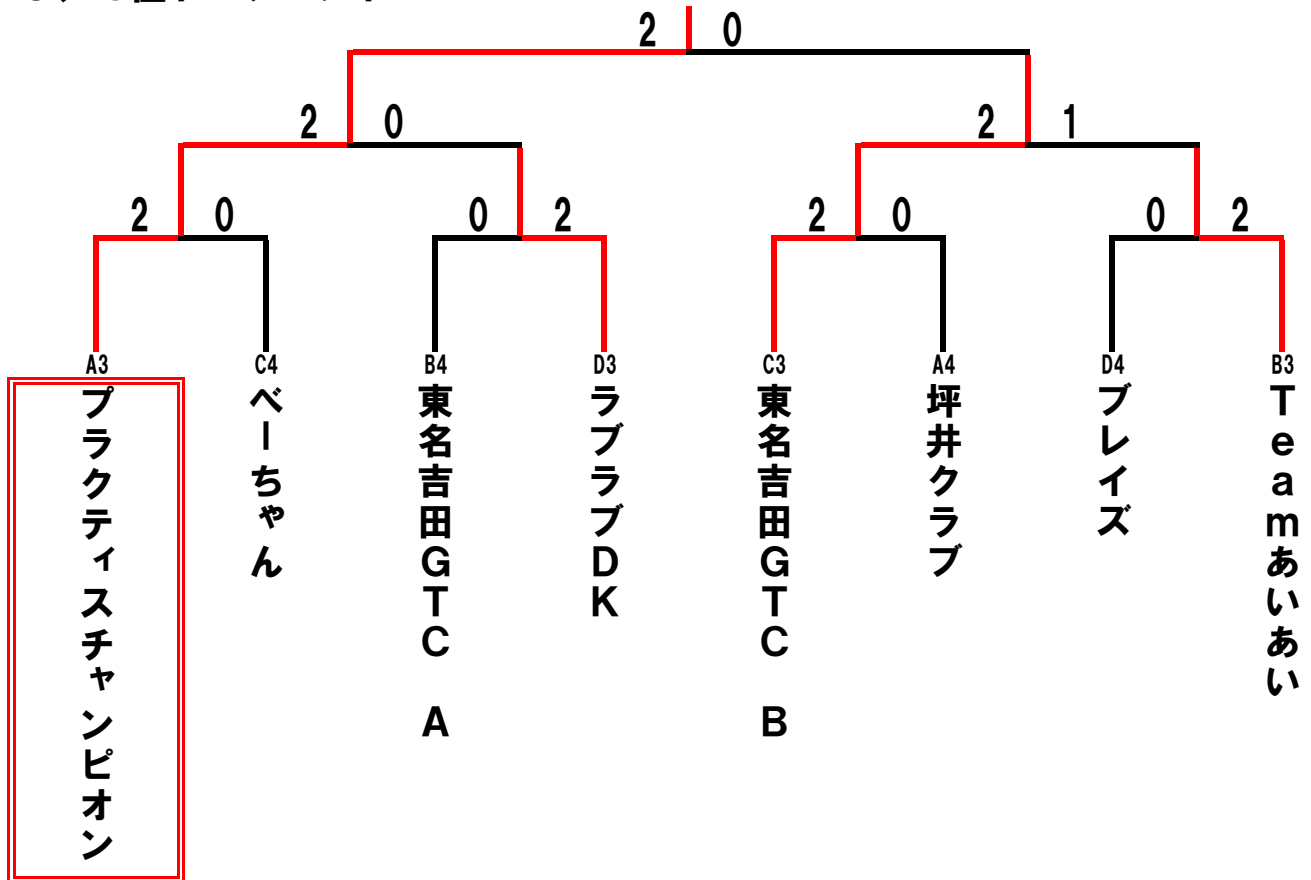 2 0
2 0
2 1
2 0
0 2
2 0
0 2
A3
C4
B4
D3
C3
A4
D4
B3
プラクティスチャンピオン
べーちゃん
東名吉田GTC A
ラブラブDK
東名吉田GTC B
坪井クラブ
ブレイズ
Teamあいあい